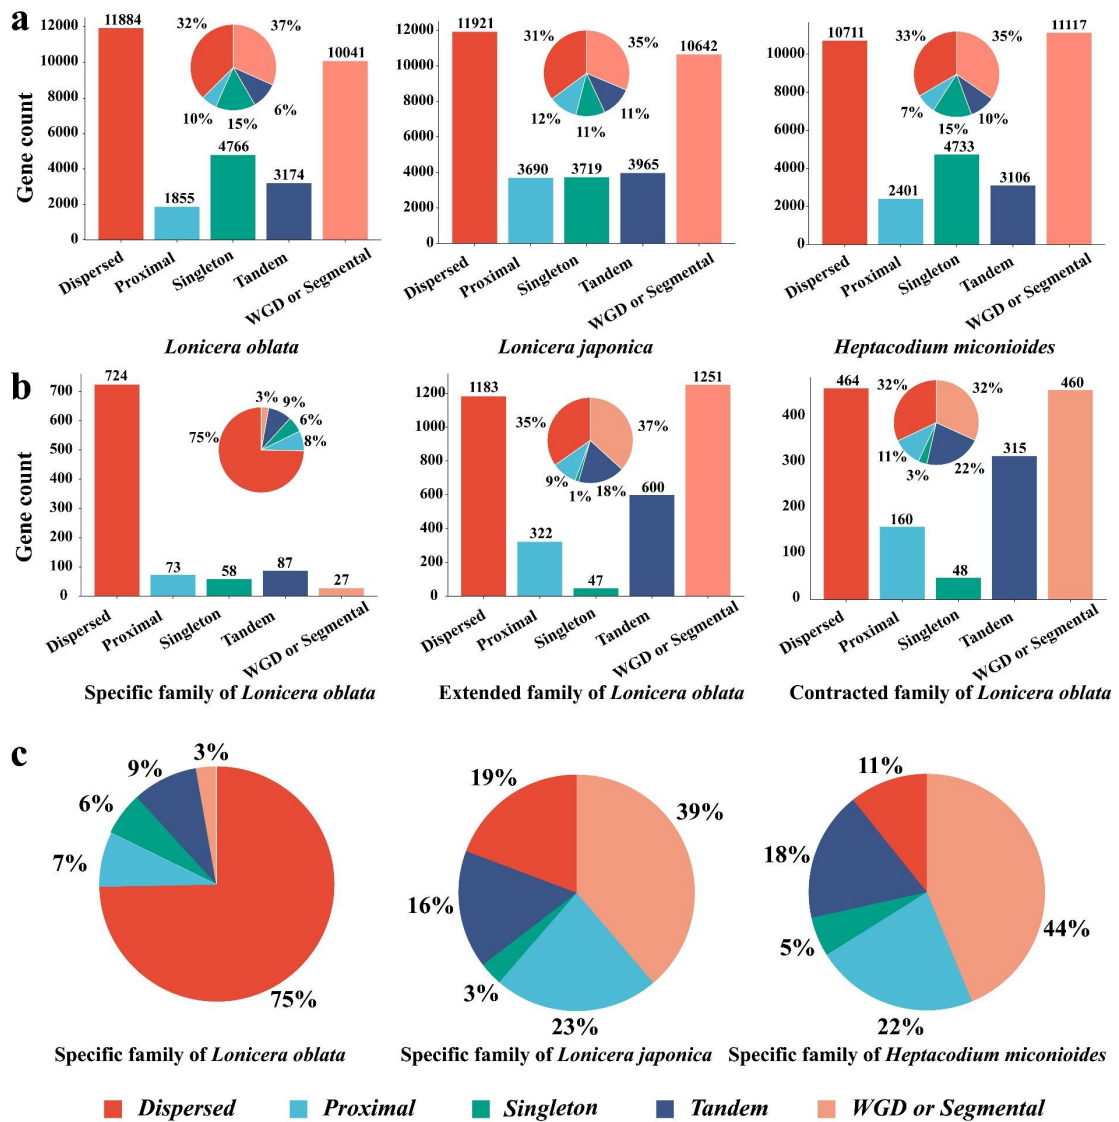 a
Gene count
12000
10000
8000
6000
4000
2000
0
11884
1855
4766
3174
10041
32%
37%
10%
15%
6%
Dispersed
Proximal
Singleton
Tandem
WGD or Segmental
Lonicera oblata
12000
10000
8000
6000
4000
2000
0
11921
3690
3719
3965
10642
31%
35%
12%
11%
11%
Dispersed
Proximal
Singleton
Tandem
WGD or Segmental
Lonicera japonica
10000
8000
6000
4000
2000
0
10711
2401
4733
3106
11117
33%
35%
7%
15%
10%
Dispersed
Proximal
Singleton
Tandem
WGD or Segmental
Heptacodium miconioides
b
Gene count
700
600
500
400
300
200
100
0
724
73
58
87
27
3%
9%
6%
8%
75%
Dispersed
Proximal
Singleton
Tandem
WGD or Segmental
Specific family of Lonicera oblata
1200
1000
800
600
400
200
0
1183
322
47
600
1251
35%
37%
9%
1%
18%
Dispersed
Proximal
Singleton
Tandem
WGD or Segmental
Extended family of Lonicera oblata
400
300
200
100
0
464
160
48
315
460
32%
32%
11%
3%
22%
Dispersed
Proximal
Singleton
Tandem
WGD or Segmental
Contracted family of Lonicera oblata
c
3%
9%
6%
7%
75%
Specific family of Lonicera oblata
19%
39%
16%
3%
23%
Specific family of Lonicera japonica
11%
18%
44%
5%
22%
Specific family of Heptacodium miconioides
Dispersed
Proximal
Singleton
Tandem
WGD or Segmental